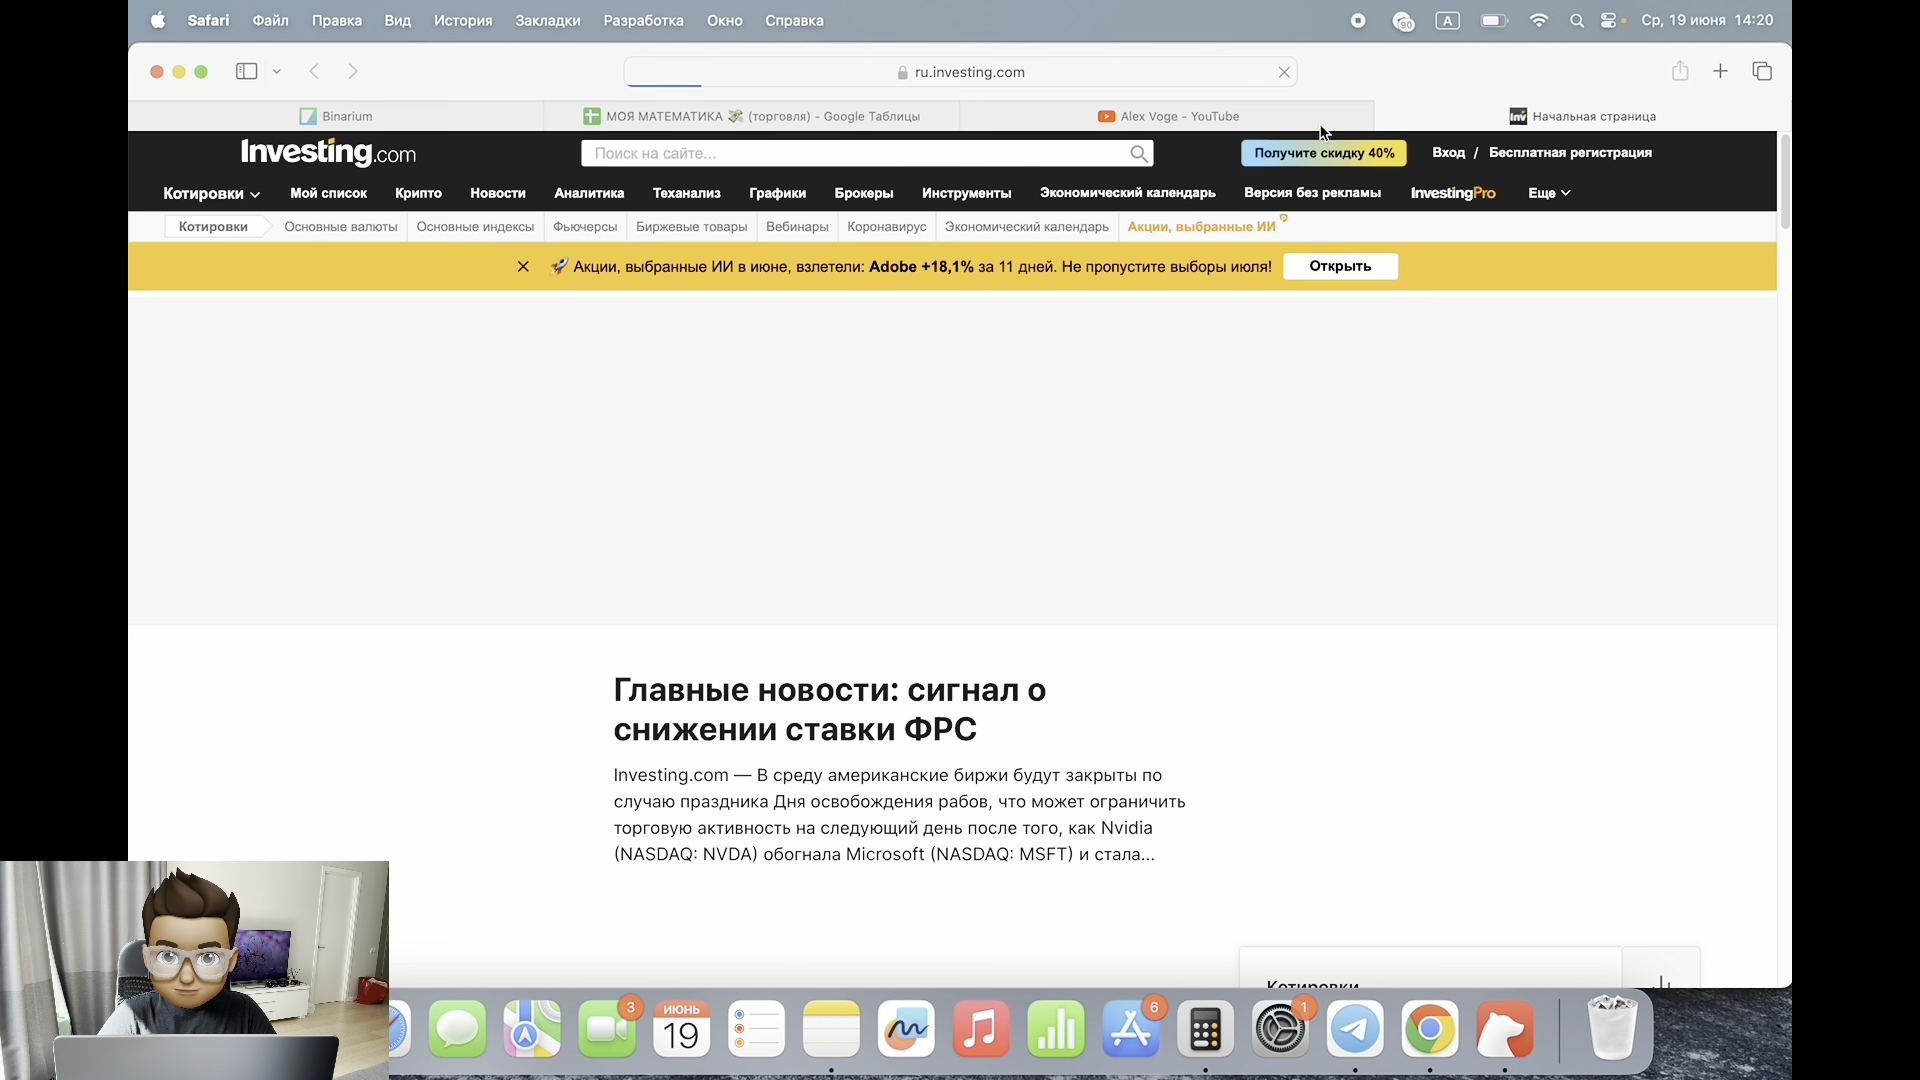 Safari Файл Правка Вид История Закладки Разработка Окно Справка 90 A Ср, 19 июня 14:20
ru.investing.com
Binarium МОЯ МАТЕМАТИКА 💸 (торговля) - Google Таблицы Alex Voge - YouTube Inv Начальная страница
Investing.com Поиск на сайте... Получите скидку 40% Вход / Бесплатная регистрация
Котировки Мой список Крипто Новости Аналитика Теханализ Графики Брокеры Инструменты Экономический календарь Версия без рекламы InvestingPro Еще
Котировки Основные валюты Основные индексы Фьючерсы Биржевые товары Вебинары Коронавирус Экономический календарь Акции, выбранные ИИ
🚀 Акции, выбранные ИИ в июне, взлетели: Adobe +18,1% за 11 дней. Не пропустите выборы июля! Открыть
Главные новости: сигнал о
снижении ставки ФРС
Investing.com — В среду американские биржи будут закрыты по
случаю праздника Дня освобождения рабов, что может ограничить
торговую активность на следующий день после того, как Nvidia
(NASDAQ: NVDA) обогнала Microsoft (NASDAQ: MSFT) и стала...
Котировки
3 ИЮНЬ 19 6 1